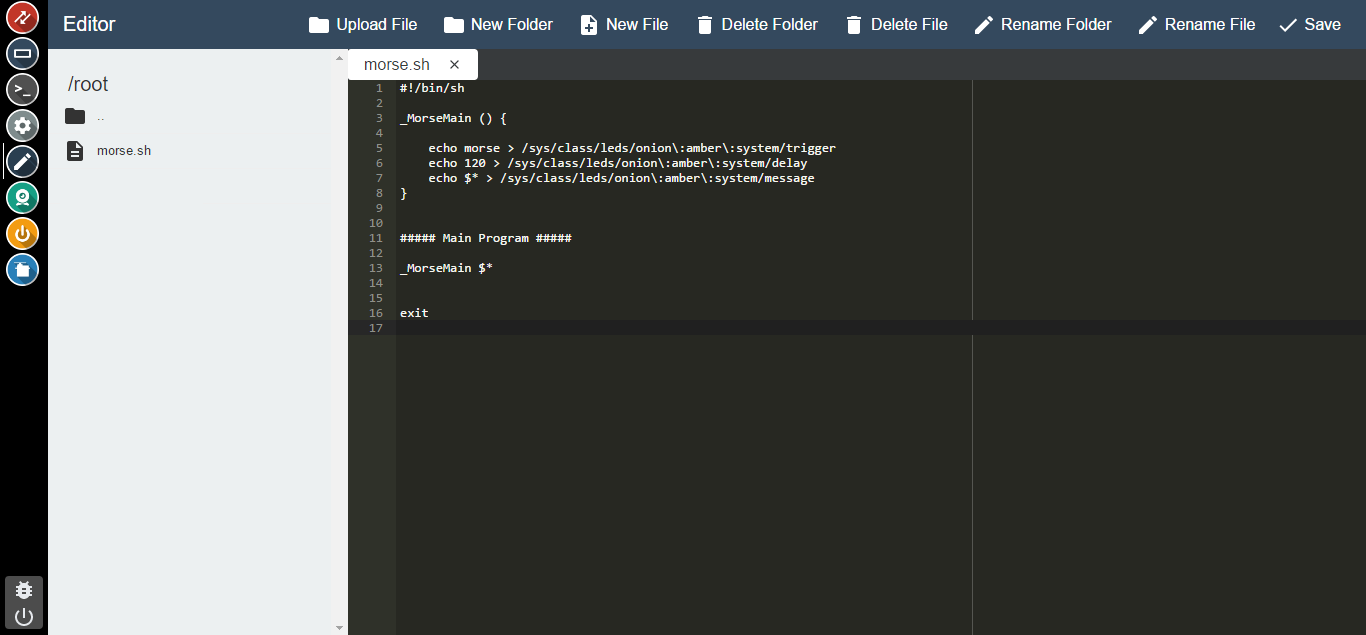 Editor
Upload File New Folder New File Delete Folder Delete File Rename Folder Rename File Save
/root
..
morse.sh
morse.sh ×
1 #!/bin/sh
2
3 _MorseMain () {
4
5     echo morse > /sys/class/leds/onion\:amber\:system/trigger
6     echo 120 > /sys/class/leds/onion\:amber\:system/delay
7     echo $* > /sys/class/leds/onion\:amber\:system/message
8 }
9
10
11 ##### Main Program #####
12
13 _MorseMain $*
14
15
16 exit
17